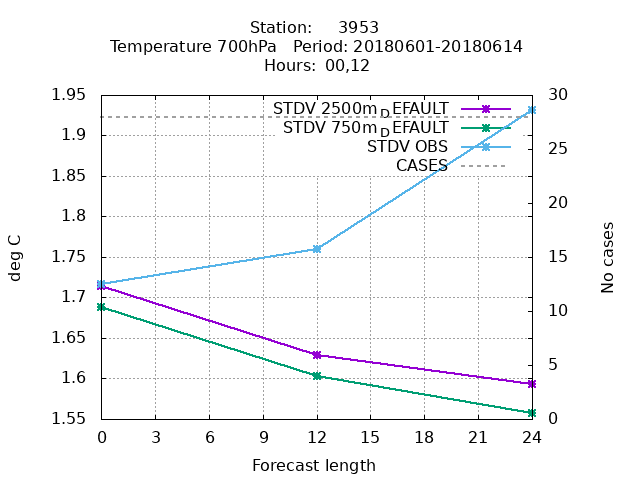 Station: 3953
Temperature 700hPa Period: 20180601-20180614
Hours: 00,12
1.95
1.9
1.85
1.8
1.75
1.7
1.65
1.6
1.55
deg C
STDV 2500m_DEFAULT
STDV 750m_DEFAULT
STDV OBS
CASES
30
25
20
15
10
5
0
No cases
0 3 6 9 12 15 18 21 24
Forecast length